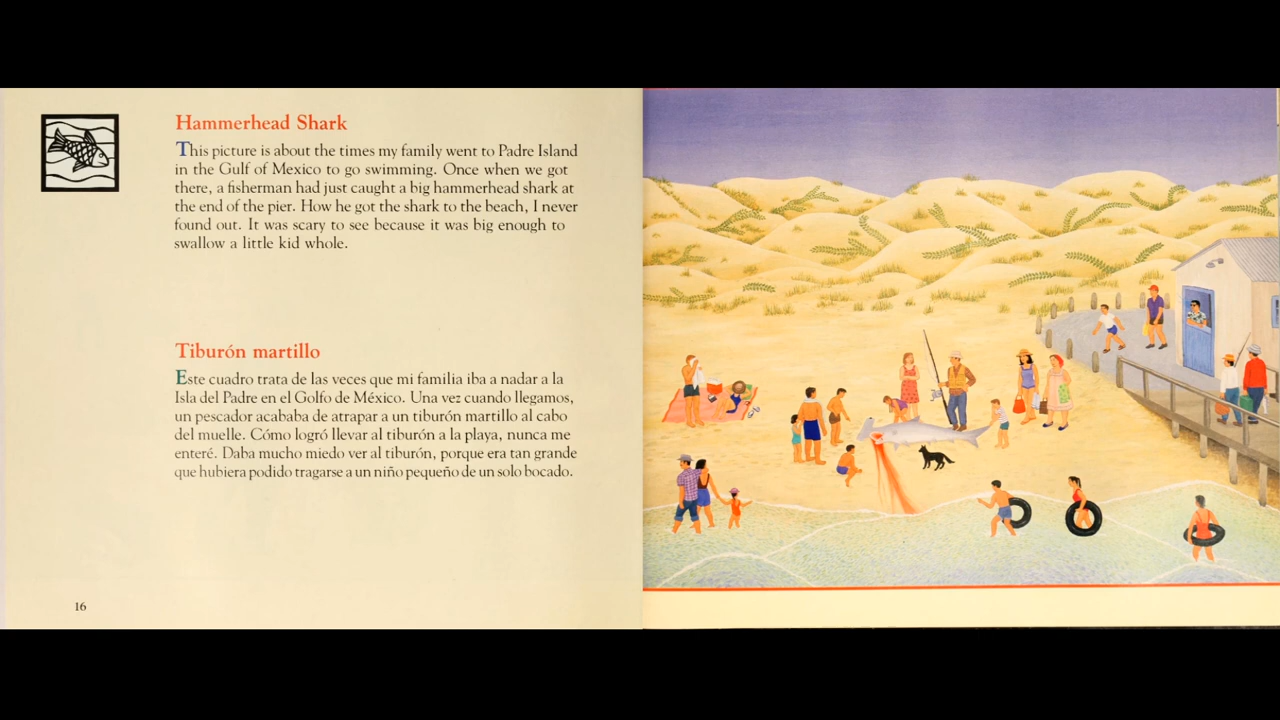 Hammerhead Shark
This picture is about the times my family went to Padre Island
in the Gulf of Mexico to go swimming. Once when we got
there, a fisherman had just caught a big hammerhead shark at
the end of the pier. How he got the shark to the beach, I never
found out. It was scary to see because it was big enough to
swallow a little kid whole.
Tiburón martillo
Este cuadro trata de las veces que mi familia iba a nadar a la
Isla del Padre en el Golfo de México. Una vez cuando llegamos,
un pescador acababa de atrapar a un tiburón martillo al cabo
del muelle. Cómo logró llevar al tiburón a la playa, nunca me
enteré. Daba mucho miedo ver al tiburón, porque era tan grande
que hubiera podido tragarse a un niño pequeño de un solo bocado.
16